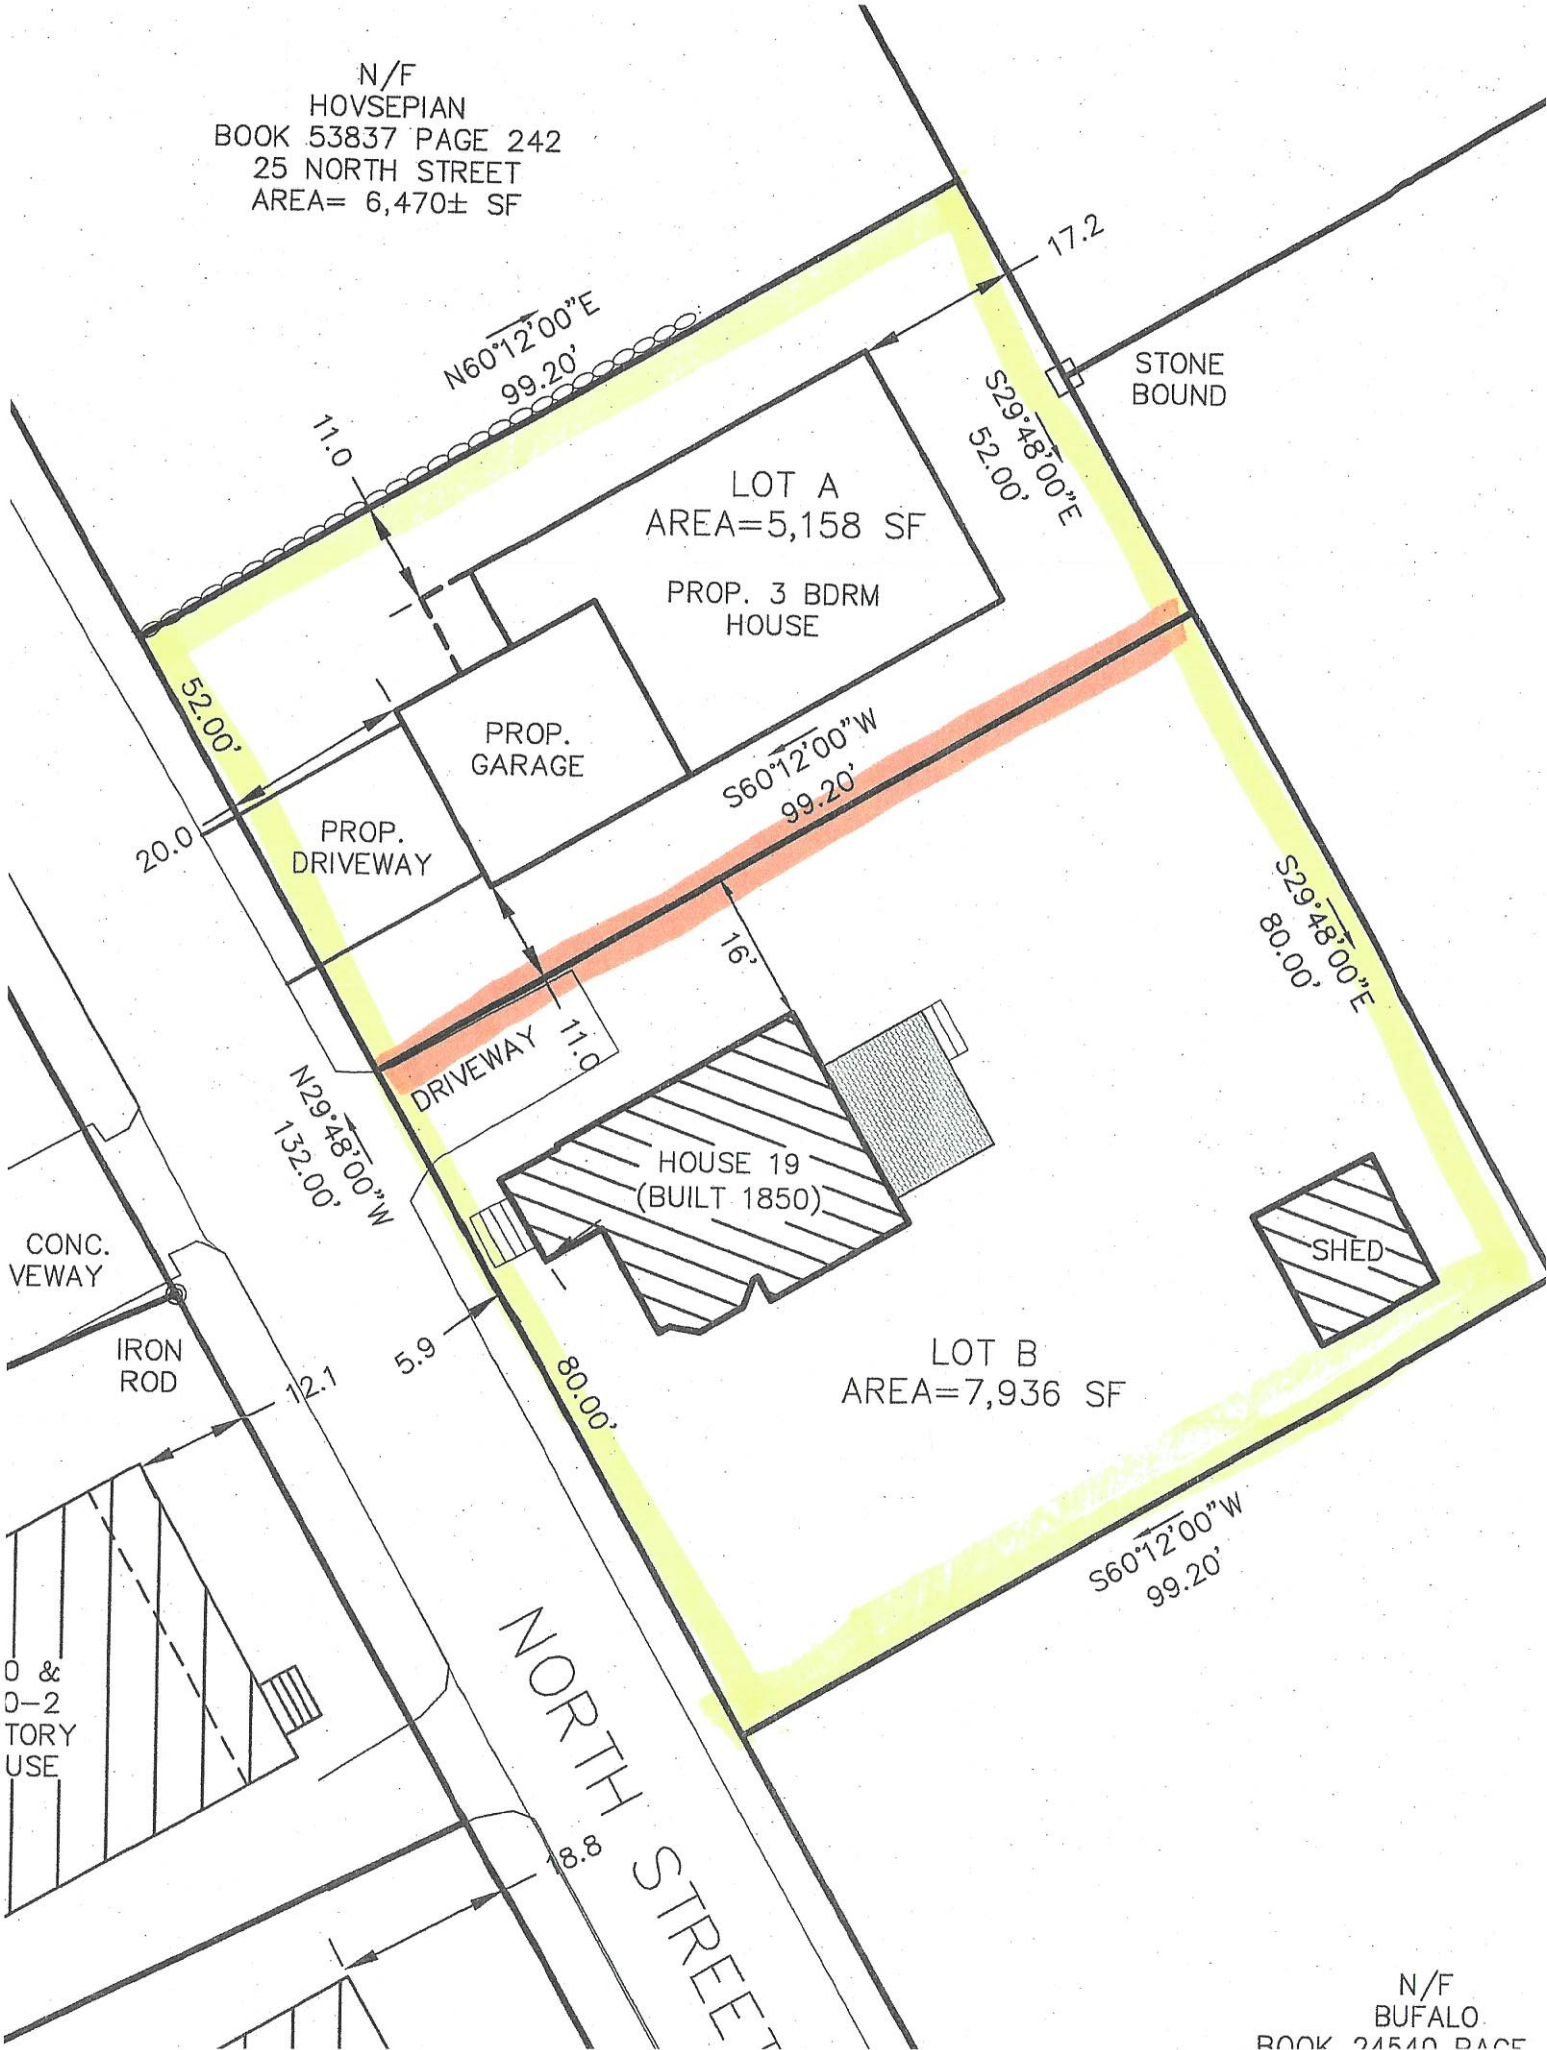 N/F
HOVSEPIAN
BOOK 53837 PAGE 242
25 NORTH STREET
AREA= 6,470± SF
17.2
N60°12'00"E
99.20'
STONE
BOUND
S29°48'00"E
52.00'
11.0
LOT A
AREA=5,158 SF
PROP. 3 BDRM
HOUSE
52.00'
PROP.
GARAGE
S60°12'00"W
99.20'
20.0
PROP.
DRIVEWAY
S29°48'00"E
80.00'
16'
11.0
DRIVEWAY
N29°48'00"W
132.00'
HOUSE 19
(BUILT 1850)
CONC.
VEWAY
SHED
IRON
ROD
5.9
12.1
80.00'
LOT B
AREA=7,936 SF
S60°12'00"W
99.20'
0 &
0-2
TORY
USE
NORTH STREET
18.8
N/F
BUFALO
BOOK 24540 PAGE